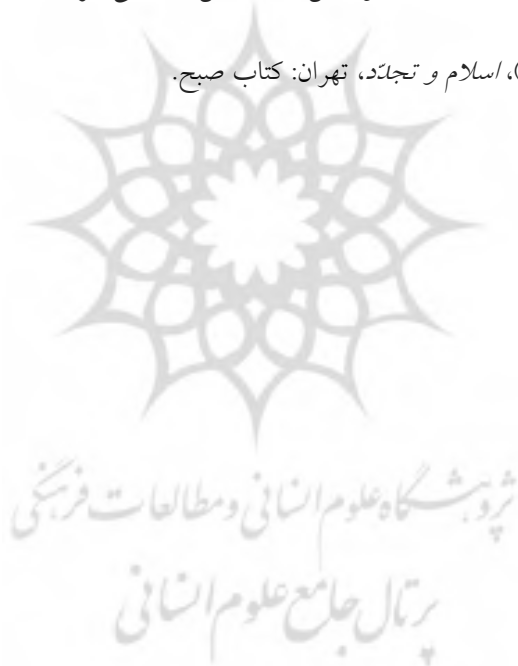 )، اسلام و تجدّد، تهران: کتاب صبح.
پژوهشگاه علوم انسانی و مطالعات فرهنگی
پرتال جامع علوم انسانی